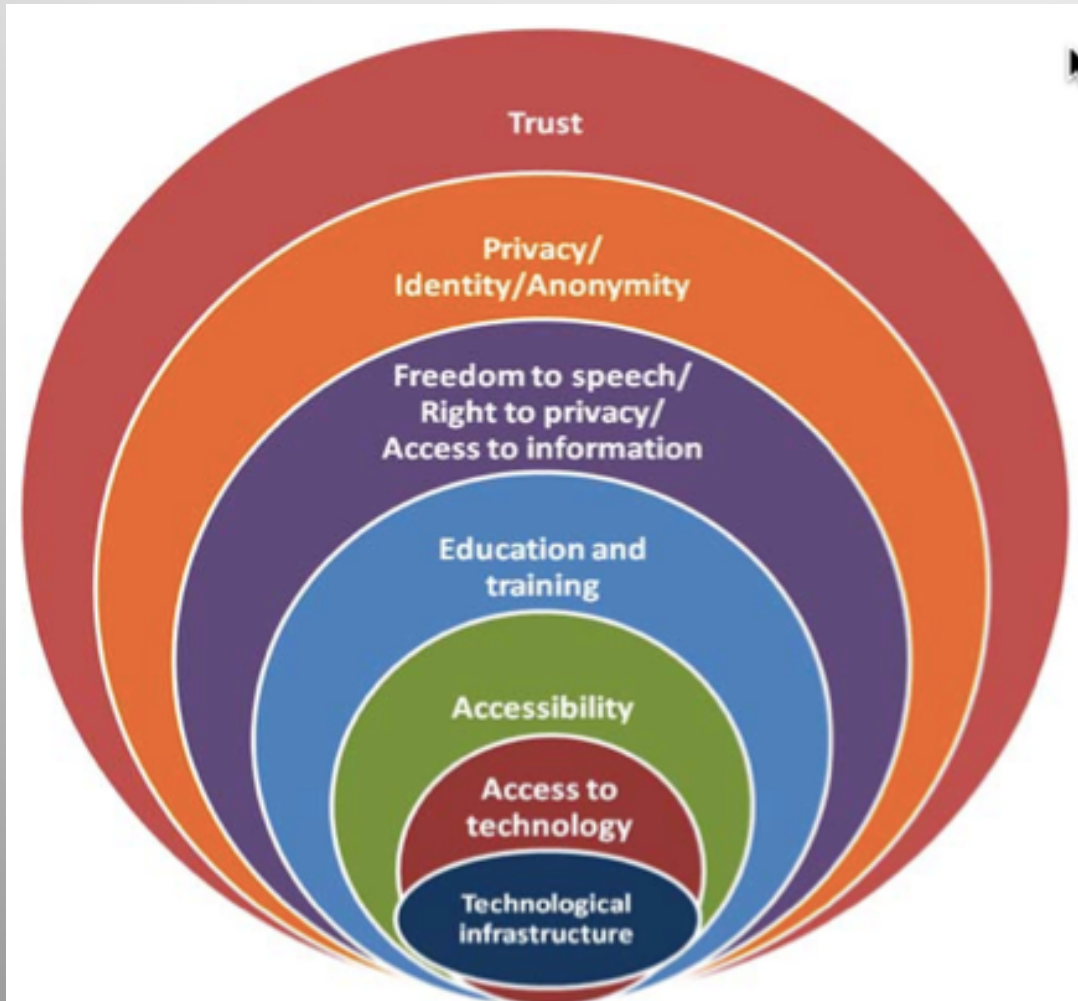 Trust
Privacy/
Identity/Anonymity
Freedom to speech/
Right to privacy/
Access to information
Education and
training
Accessibility
Access to
technology
Technological
infrastructure